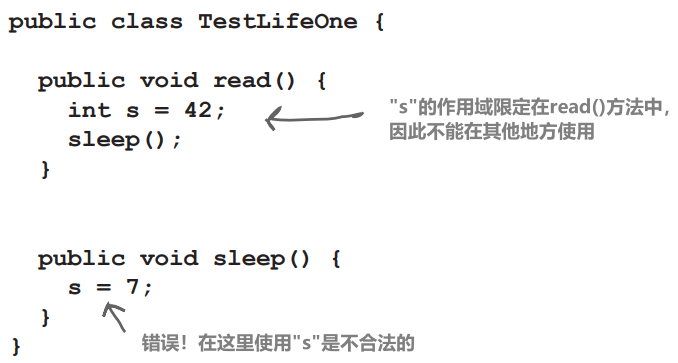 public class TestLifeOne {
public void read() {
int s = 42;
"s"的作用域限定在read()方法中，
sleep();
因此不能在其他地方使用
}
public void sleep() {
s = 7;
}
错误！在这里使用"s"是不合法的
}